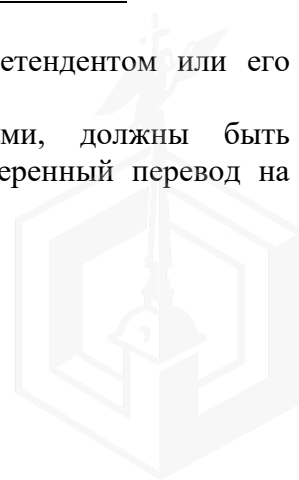 етендентом или его
ми, должны быть
еренный перевод на